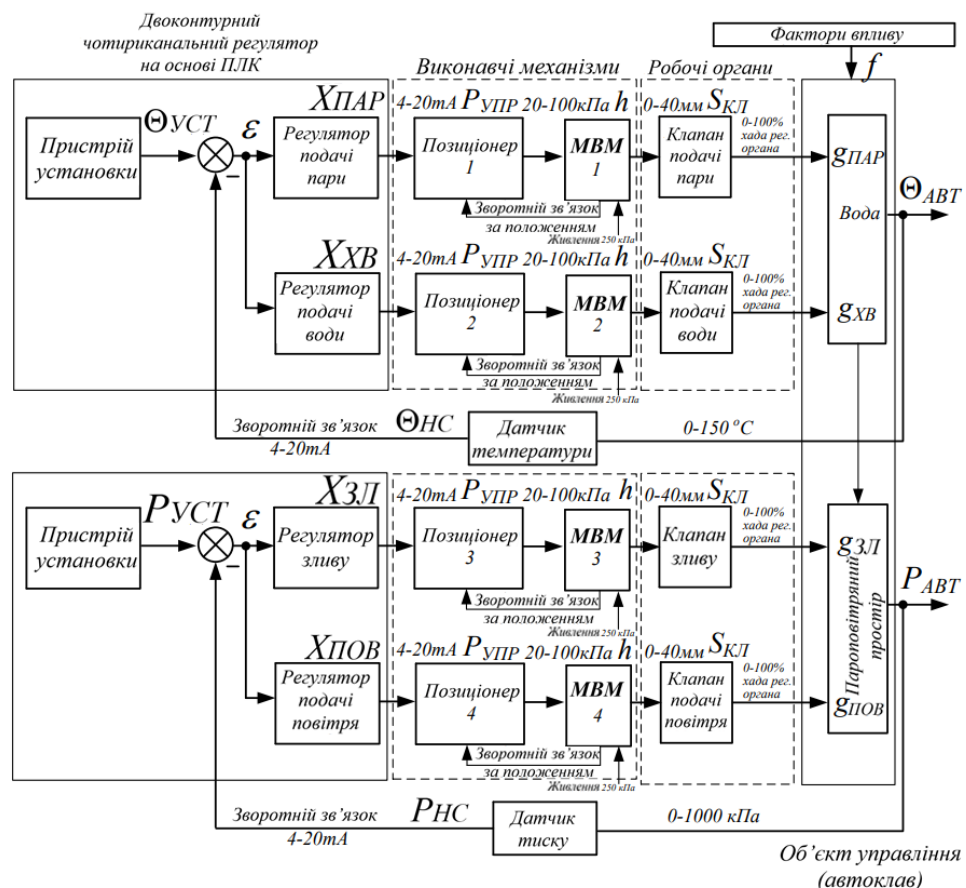 Двоконтурний
чотириканальний регулятор
на основі ПЛК
Фактори впливу
f
Виконавчі механізми
Робочі органи
Θуст
ε
XПАР
4-20mA PУПР 20-100кПа h
0-40мм SКЛ
0-100%
хада рег.
органа
Пристрій
установки
–
Регулятор
подачі
пари
Позиціонер
1
МВМ
1
Клапан
подачі
пари
gПАР
Вода
ΘАВТ
Зворотній зв’язок
за положенням
Живлення 250 кПа
XХВ
4-20mA PУПР 20-100кПа h
0-40мм SКЛ
0-100%
хада рег.
органа
Регулятор
подачі
води
Позиціонер
2
МВМ
2
Клапан
подачі
води
gХВ
Зворотній зв’язок
за положенням
Живлення 250 кПа
Зворотній зв’язок
4-20mA
ΘНС
Датчик
температури
0-150 °С
PУСТ
ε
XЗЛ
4-20mA PУПР 20-100кПа h
0-40мм SКЛ
0-100%
хада рег.
органа
Пристрій
установки
–
Регулятор
зливу
Позиціонер
3
МВМ
3
Клапан
зливу
gЗЛ
Пароповітряний
простір
PАВТ
Зворотній зв’язок
за положенням
Живлення 250 кПа
XПОВ
4-20mA PУПР 20-100кПа h
0-40мм SКЛ
0-100%
хада рег.
органа
Регулятор
подачі
повітря
Позиціонер
4
МВМ
4
Клапан
подачі
повітря
gПОВ
Зворотній зв’язок
за положенням
Живлення 250 кПа
Зворотній зв’язок
4-20mA
PНС
Датчик
тиску
0-1000 кПа
Об’єкт управління
(автоклав)